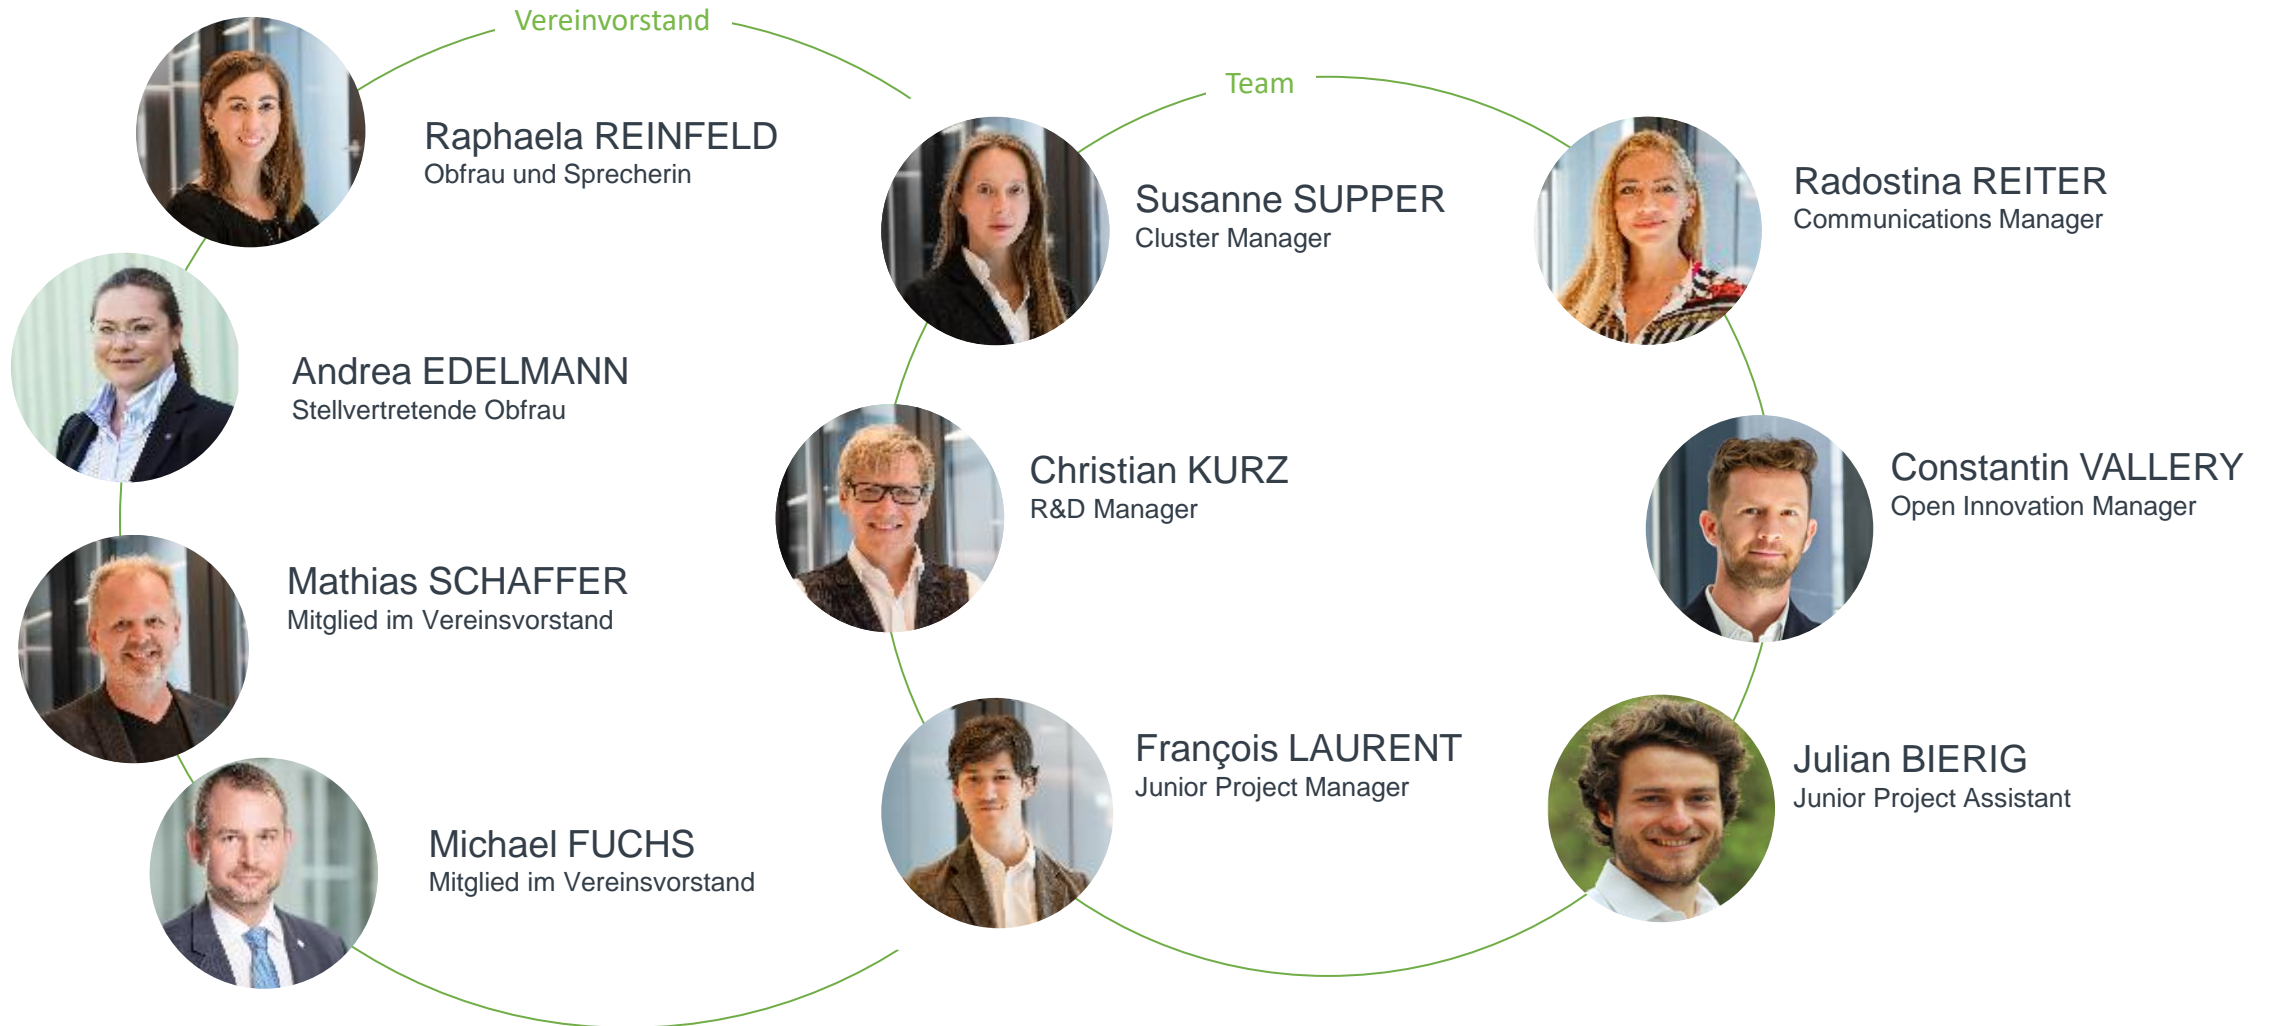 Vereinvorstand
Raphaela REINFELD
Obfrau und Sprecherin
Andrea EDELMANN
Stellvertretende Obfrau
Mathias SCHAFFER
Mitglied im Vereinsvorstand
Michael FUCHS
Mitglied im Vereinsvorstand
Team
Susanne SUPPER
Cluster Manager
Radostina REITER
Communications Manager
Christian KURZ
R&D Manager
Constantin VALLERY
Open Innovation Manager
François LAURENT
Junior Project Manager
Julian BIERIG
Junior Project Assistant